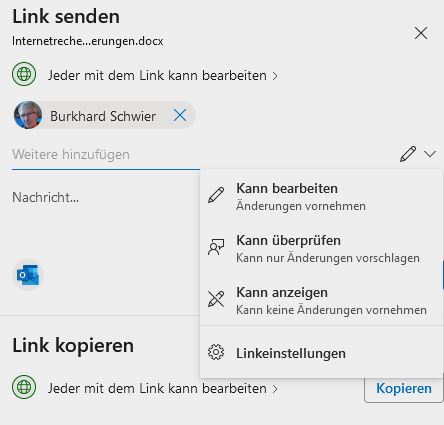 Link senden
Internetreche...erungen.docx
Jeder mit dem Link kann bearbeiten
Burkhard Schwier
Weitere hinzufügen
Kann bearbeiten
Änderungen vornehmen
Nachricht...
Kann überprüfen
Kann nur Änderungen vorschlagen
Kann anzeigen
Kann keine Änderungen vornehmen
Linkeinstellungen
Link kopieren
Jeder mit dem Link kann bearbeiten
Kopieren